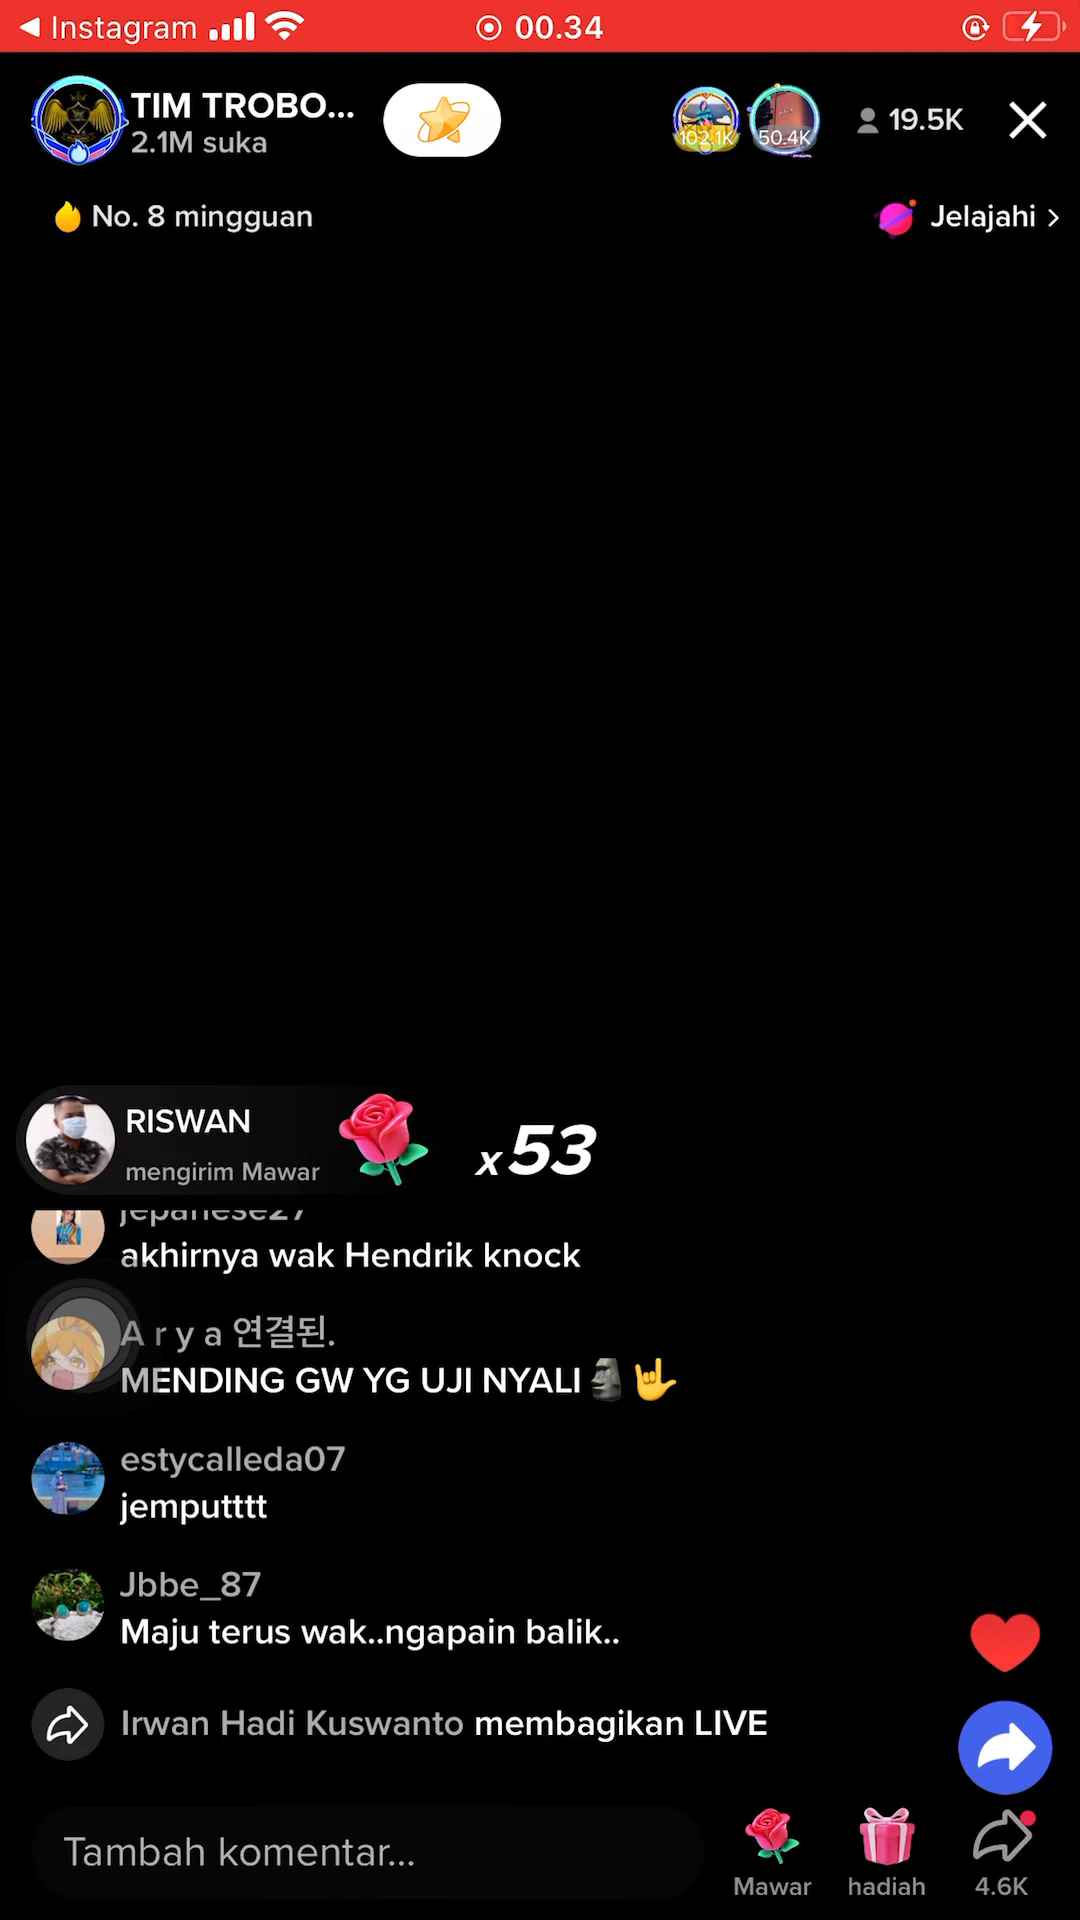 Instagram
00.34
TIM TROBO...
2.1M suka
102.1K
50.4K
19.5K
No. 8 mingguan
Jelajahi
RISWAN
mengirim Mawar
x53
jepanese27
akhirnya wak Hendrik knock
A r y a 연결된.
MENDING GW YG UJI NYALI🗿🤟
estycalleda07
jemputttt
Jbbe_87
Maju terus wak..ngapain balik..
Irwan Hadi Kuswanto membagikan LIVE
Tambah komentar...
Mawar
hadiah
4.6K